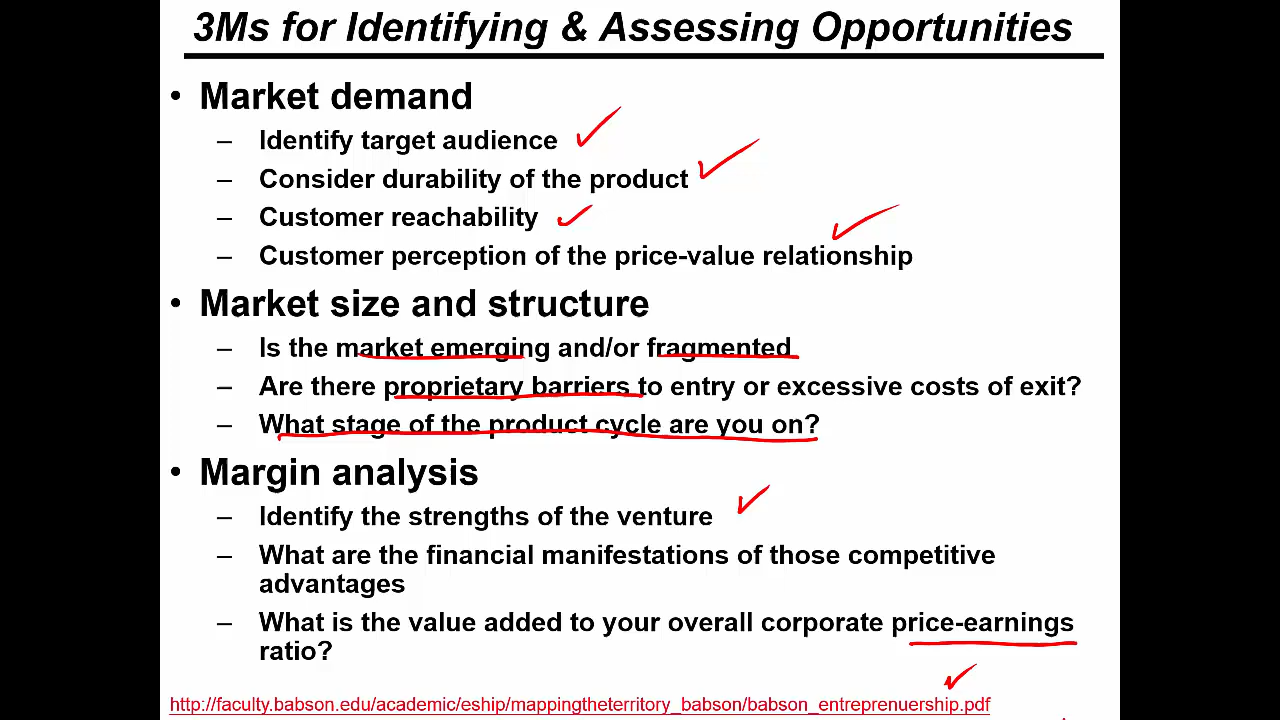 3Ms for Identifying & Assessing Opportunities
• Market demand
– Identify target audience
– Consider durability of the product
– Customer reachability
– Customer perception of the price-value relationship
• Market size and structure
– Is the market emerging and/or fragmented
– Are there proprietary barriers to entry or excessive costs of exit?
– What stage of the product cycle are you on?
• Margin analysis
– Identify the strengths of the venture
– What are the financial manifestations of those competitive
advantages
– What is the value added to your overall corporate price-earnings
ratio?
http://faculty.babson.edu/academic/eship/mappingtheterritory_babson/babson_entreprenuership.pdf